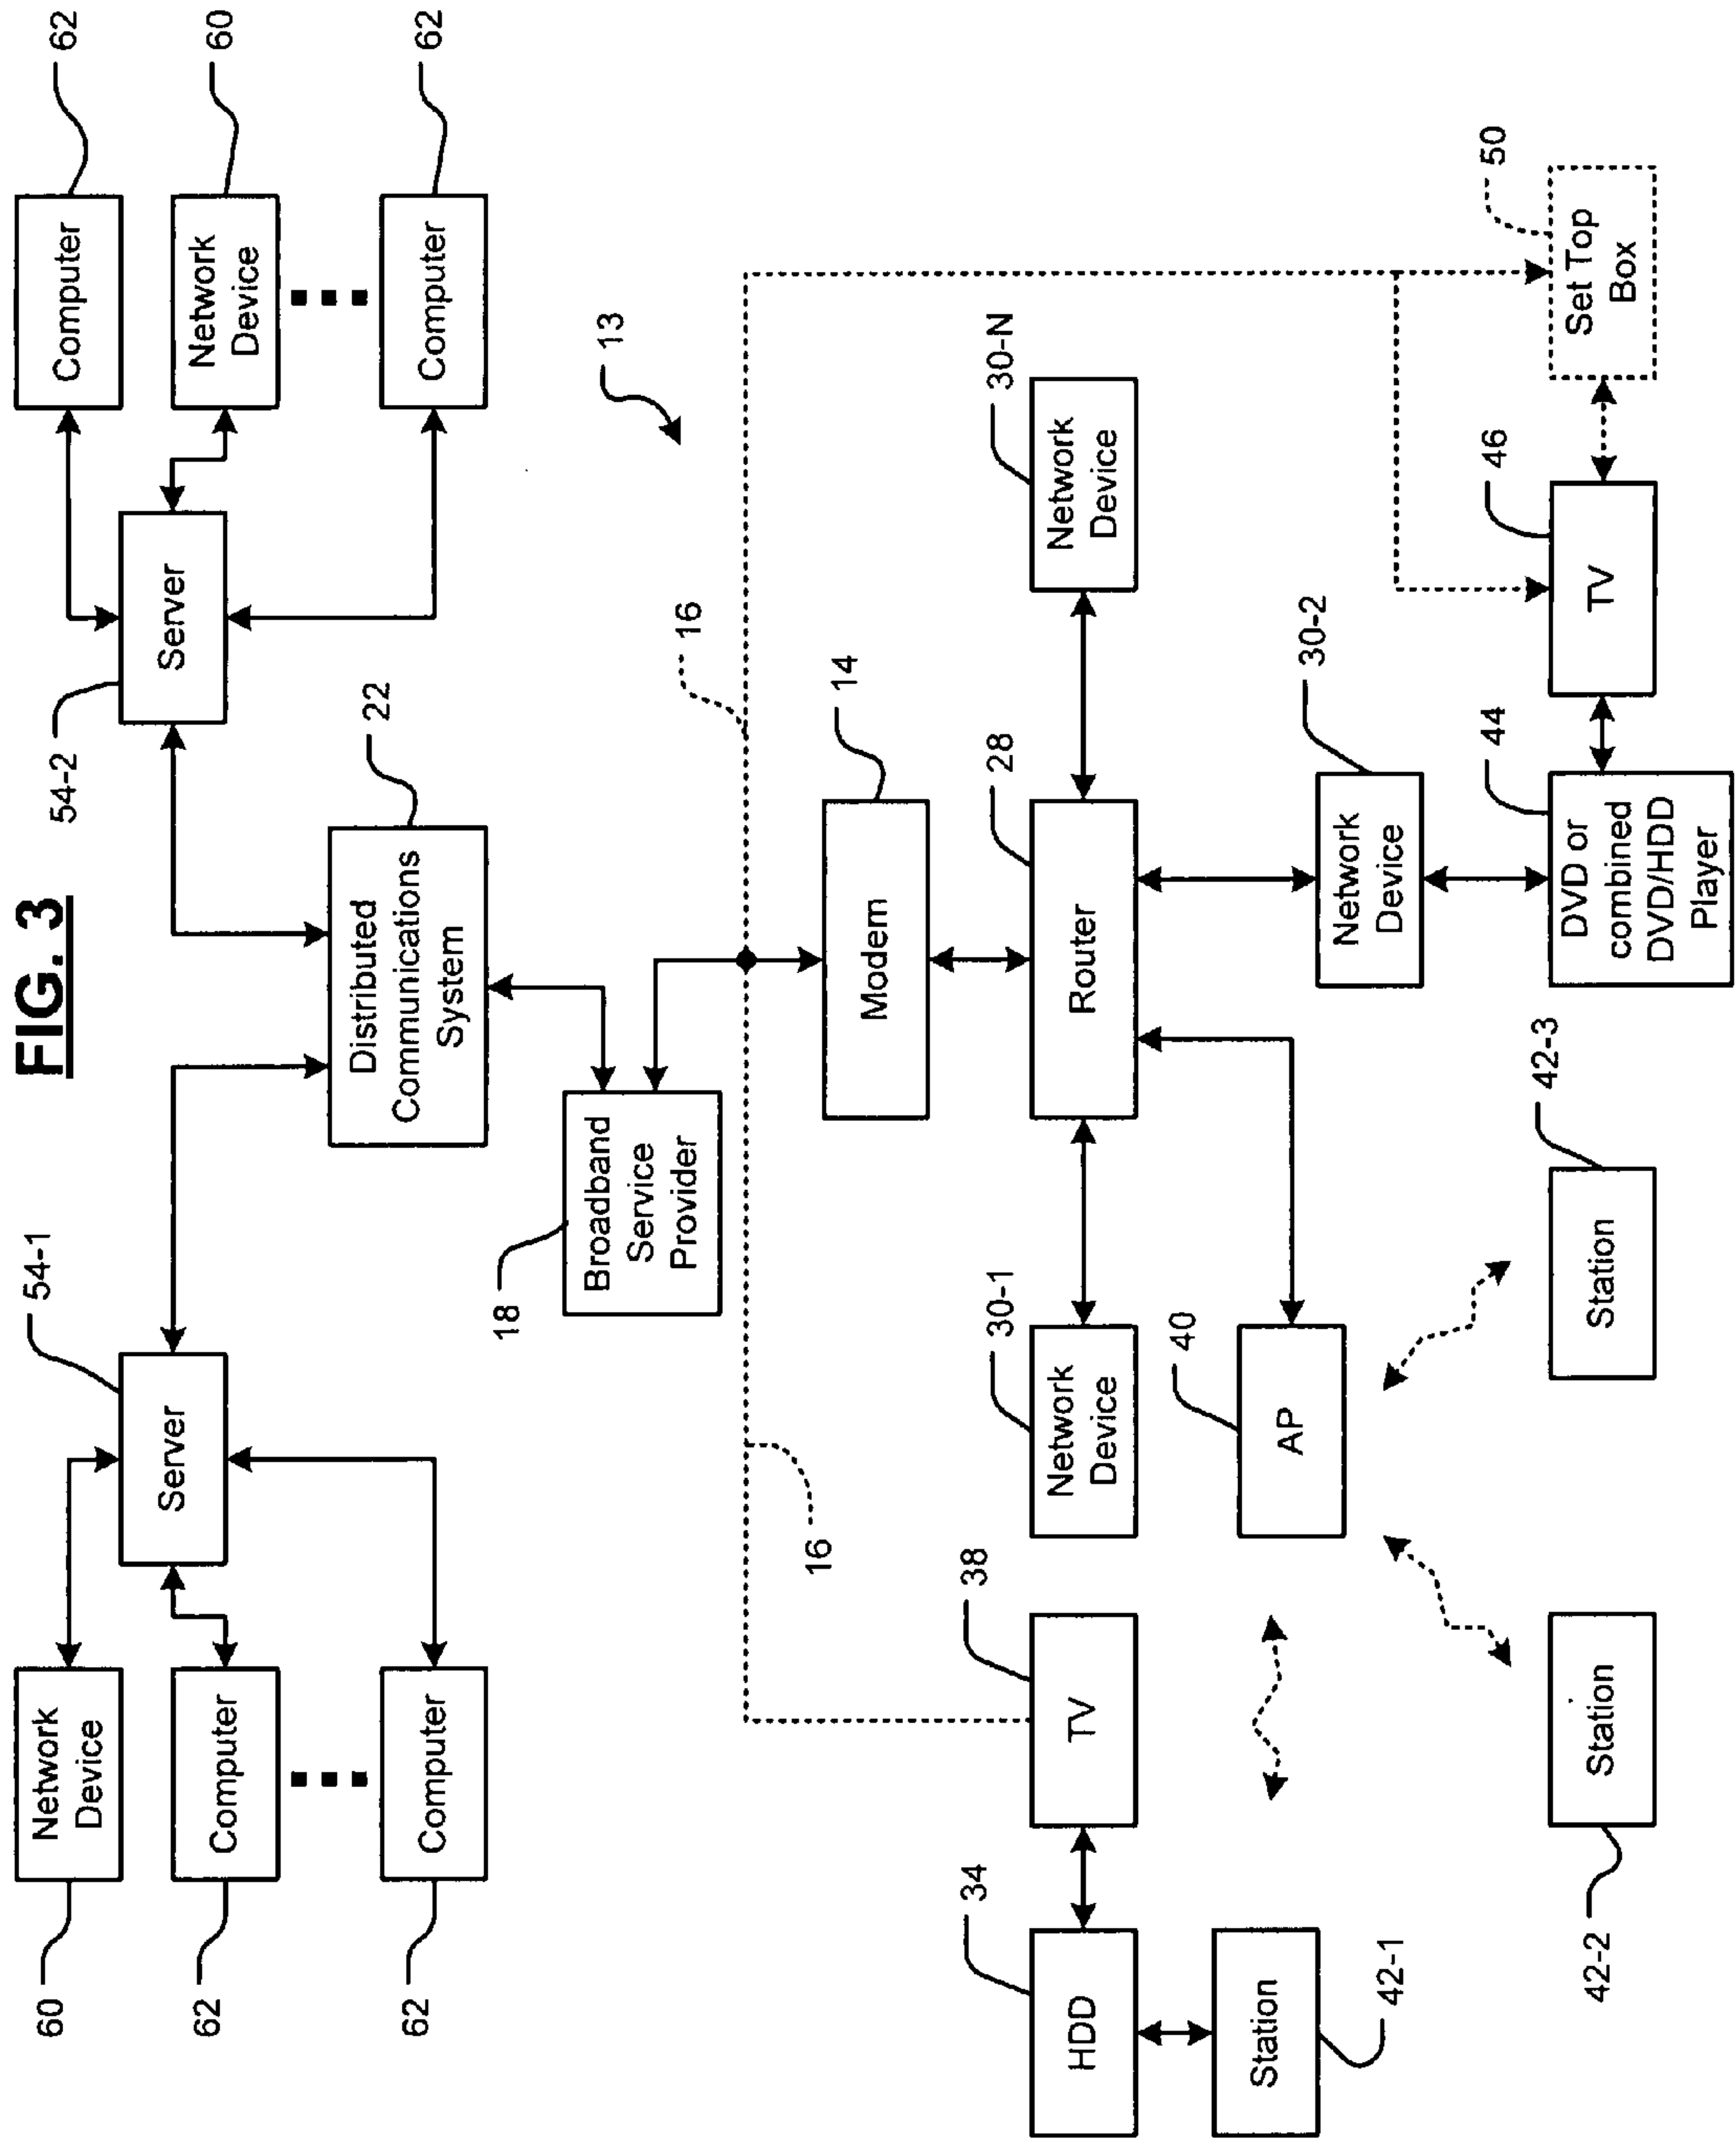 FIG. 3
54-1
54-2
60
Network
Device
Server
Server
Computer
62
62
Computer
Network
Device
60
62
Computer
Computer
62
Distributed
Communications
System
22
18
Broadband
Service
Provider
13
16
16
Modem
14
34
HDD
38
TV
30-1
Network
Device
Router
28
Network
Device
30-N
Station
42-1
40
AP
Network
Device
30-2
Station
42-2
Station
42-3
DVD or
combined
DVD/HDD
Player
44
TV
46
Set Top
Box
50